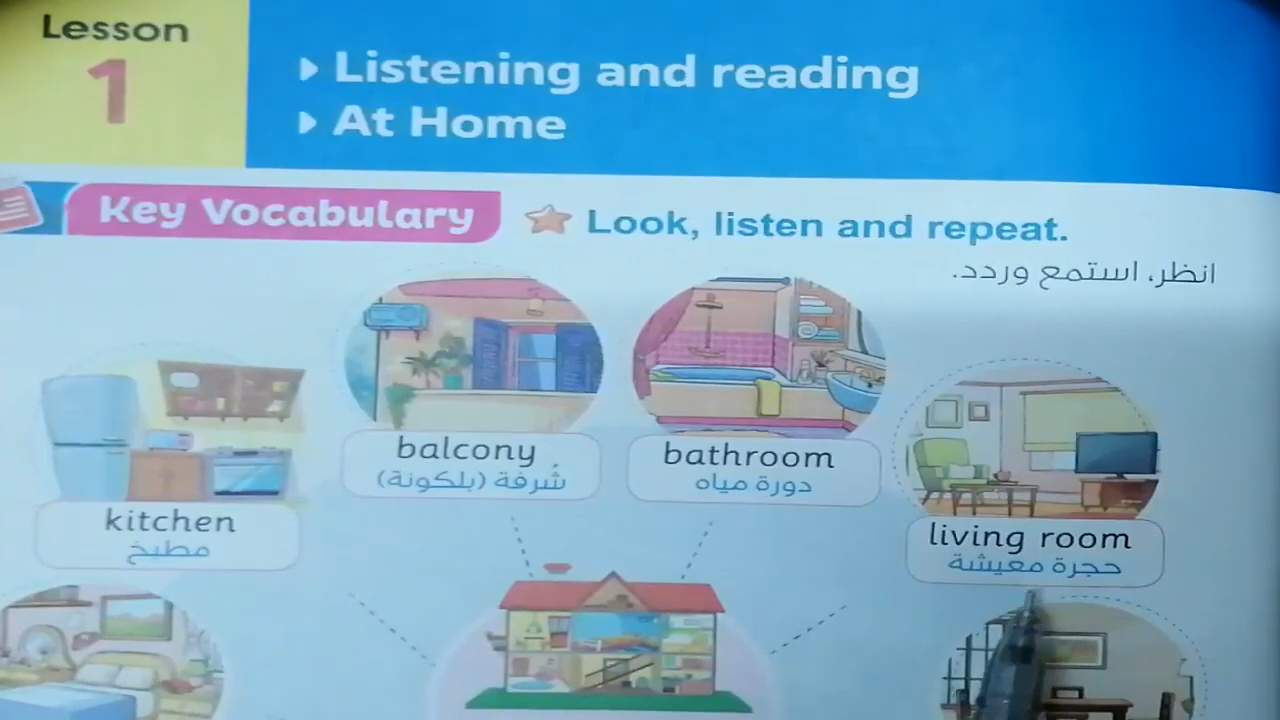 Lesson
1
Listening and reading
At Home
Key Vocabulary
Look, listen and repeat.
انظر، استمع وردد.
balcony
شُرفة (بلكونة)
bathroom
دورة مياه
kitchen
مطبخ
living room
حجرة معيشة